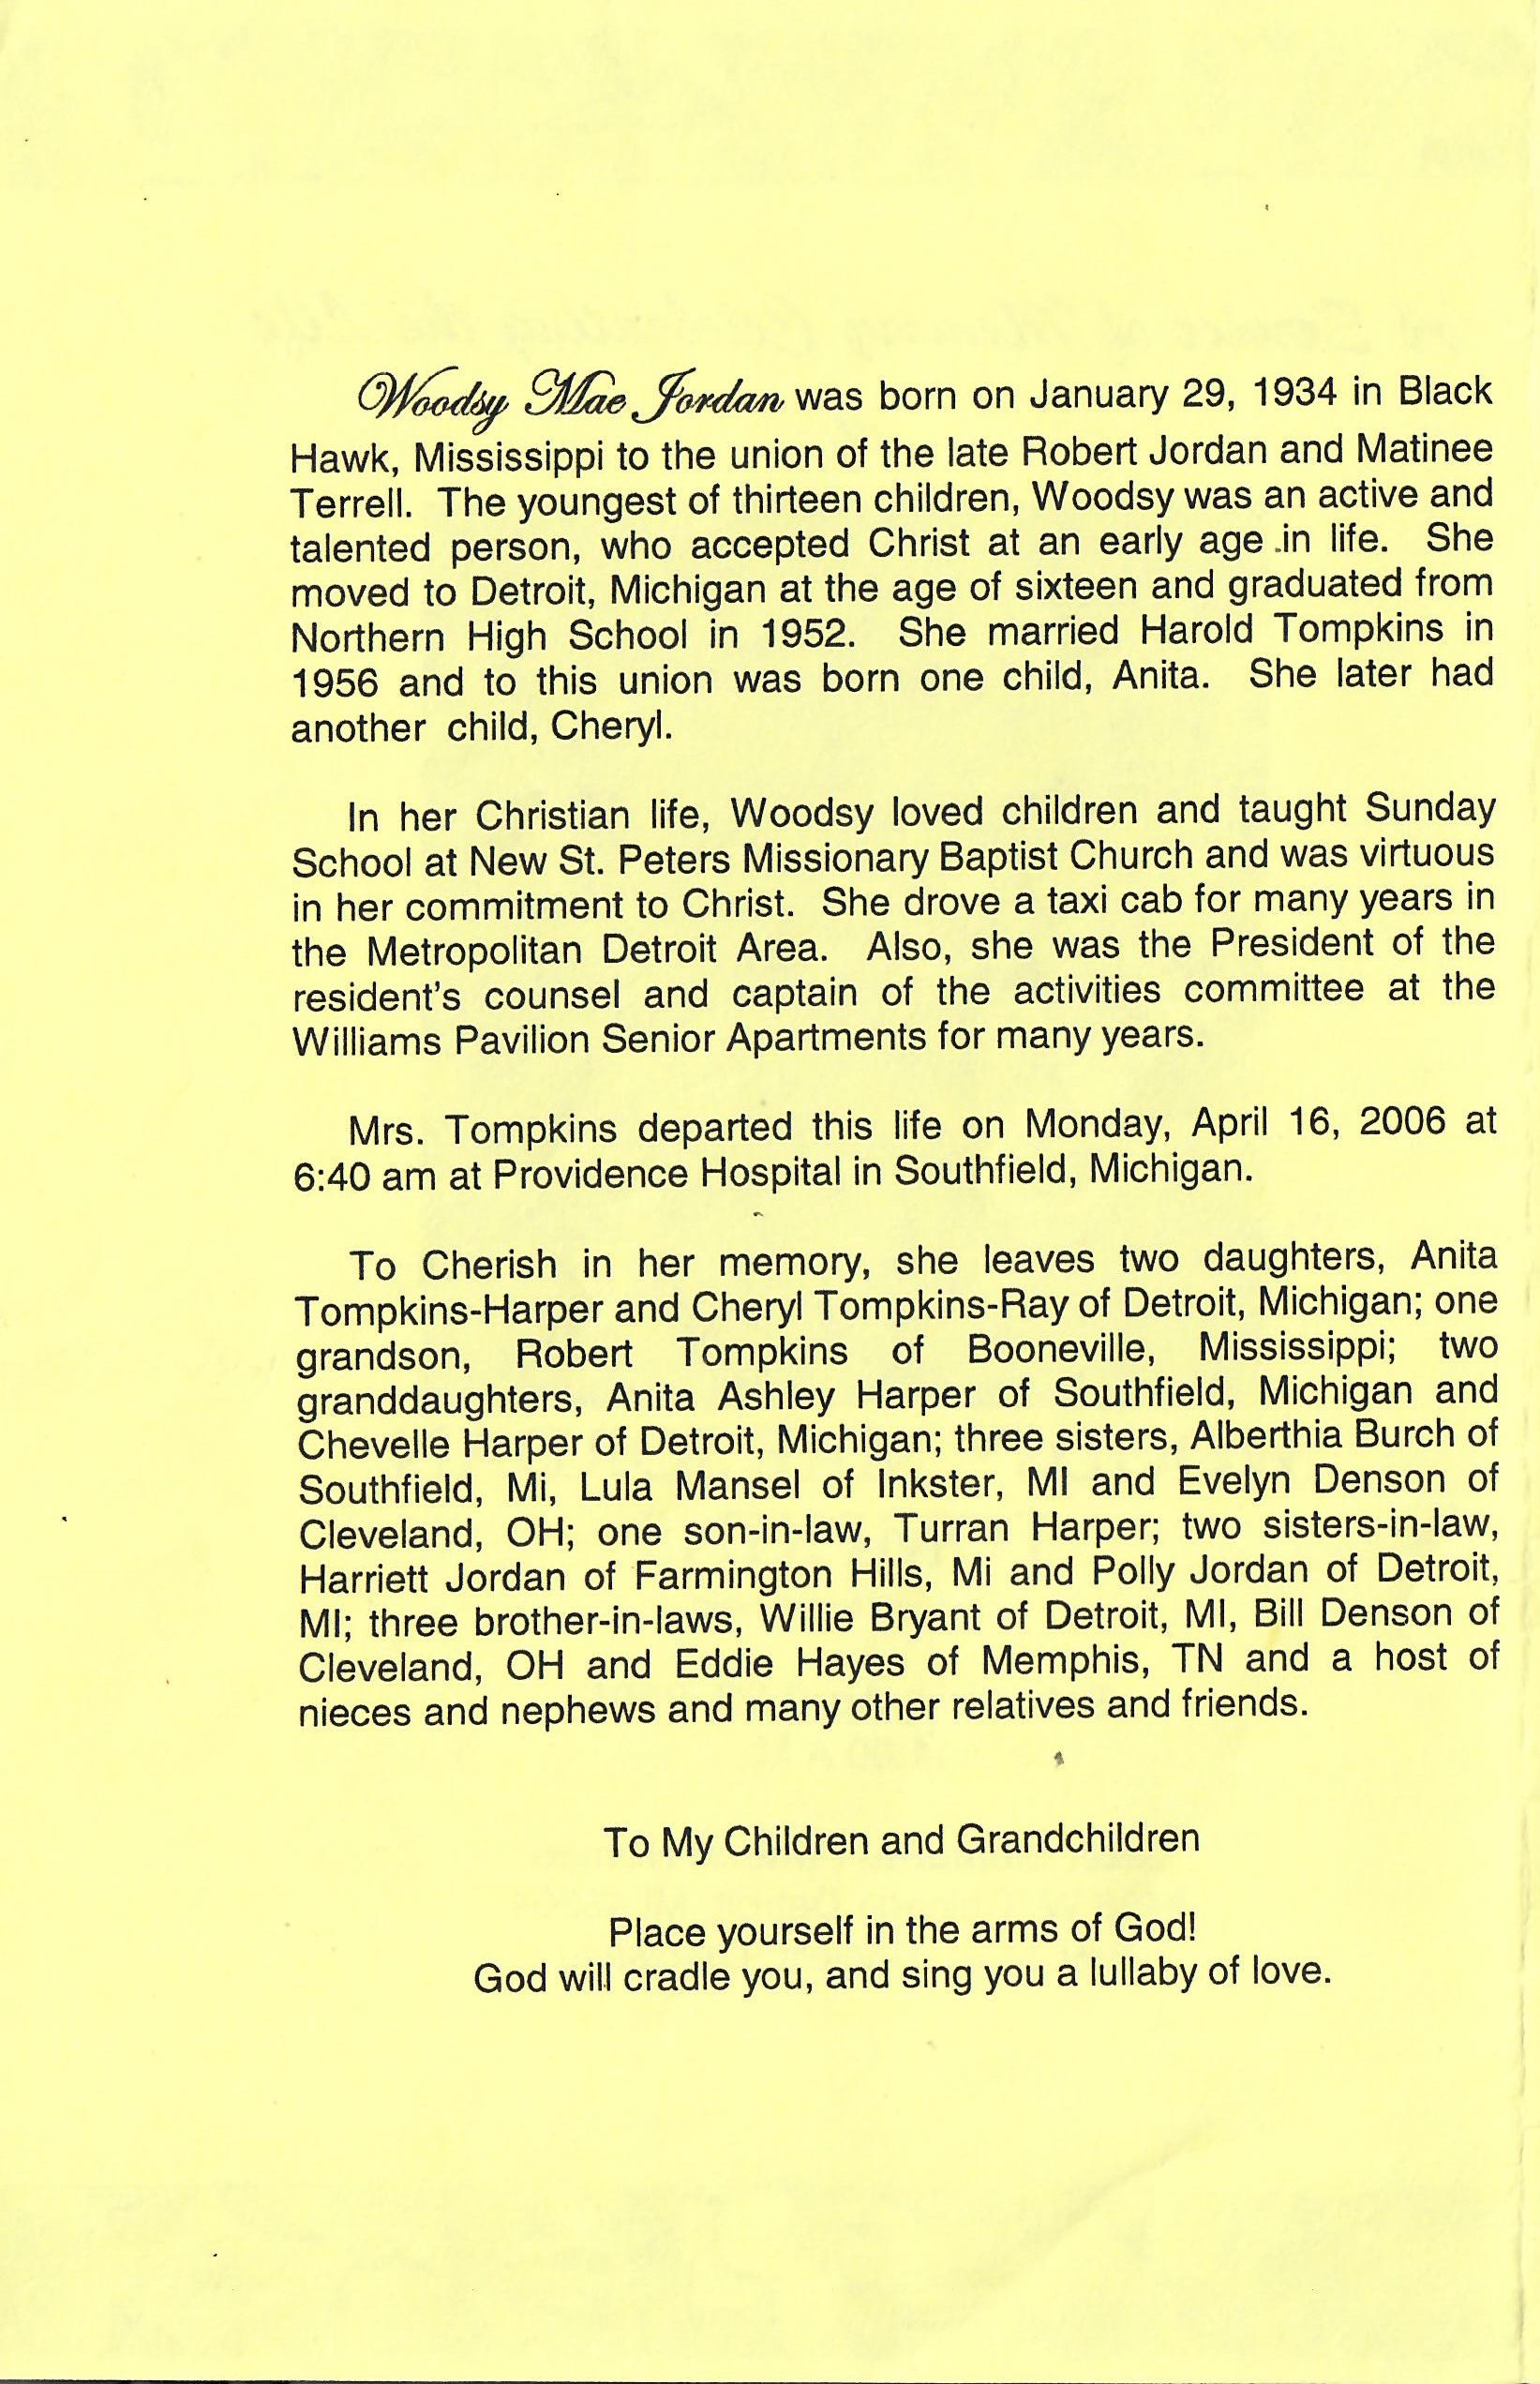 Woodsy Mae Jordan was born on January 29, 1934 in Black
Hawk, Mississippi to the union of the late Robert Jordan and Matinee
Terrell. The youngest of thirteen children, Woodsy was an active and
talented person, who accepted Christ at an early age .in life. She
moved to Detroit, Michigan at the age of sixteen and graduated from
Northern High School in 1952. She married Harold Tompkins in
1956 and to this union was born one child, Anita. She later had
another child, Cheryl.
In her Christian life, Woodsy loved children and taught Sunday
School at New St. Peters Missionary Baptist Church and was virtuous
in her commitment to Christ. She drove a taxi cab for many years in
the Metropolitan Detroit Area. Also, she was the President of the
resident's counsel and captain of the activities committee at the
Williams Pavilion Senior Apartments for many years.
Mrs. Tompkins departed this life on Monday, April 16, 2006 at
6:40 am at Providence Hospital in Southfield, Michigan.
To Cherish in her memory, she leaves two daughters, Anita
Tompkins-Harper and Cheryl Tompkins-Ray of Detroit, Michigan; one
grandson, Robert Tompkins of Booneville, Mississippi; two
granddaughters, Anita Ashley Harper of Southfield, Michigan and
Chevelle Harper of Detroit, Michigan; three sisters, Alberthia Burch of
Southfield, Mi, Lula Mansel of Inkster, MI and Evelyn Denson of
Cleveland, OH; one son-in-law, Turran Harper; two sisters-in-law,
Harriett Jordan of Farmington Hills, Mi and Polly Jordan of Detroit,
MI; three brother-in-laws, Willie Bryant of Detroit, MI, Bill Denson of
Cleveland, OH and Eddie Hayes of Memphis, TN and a host of
nieces and nephews and many other relatives and friends.
To My Children and Grandchildren
Place yourself in the arms of God!
God will cradle you, and sing you a lullaby of love.